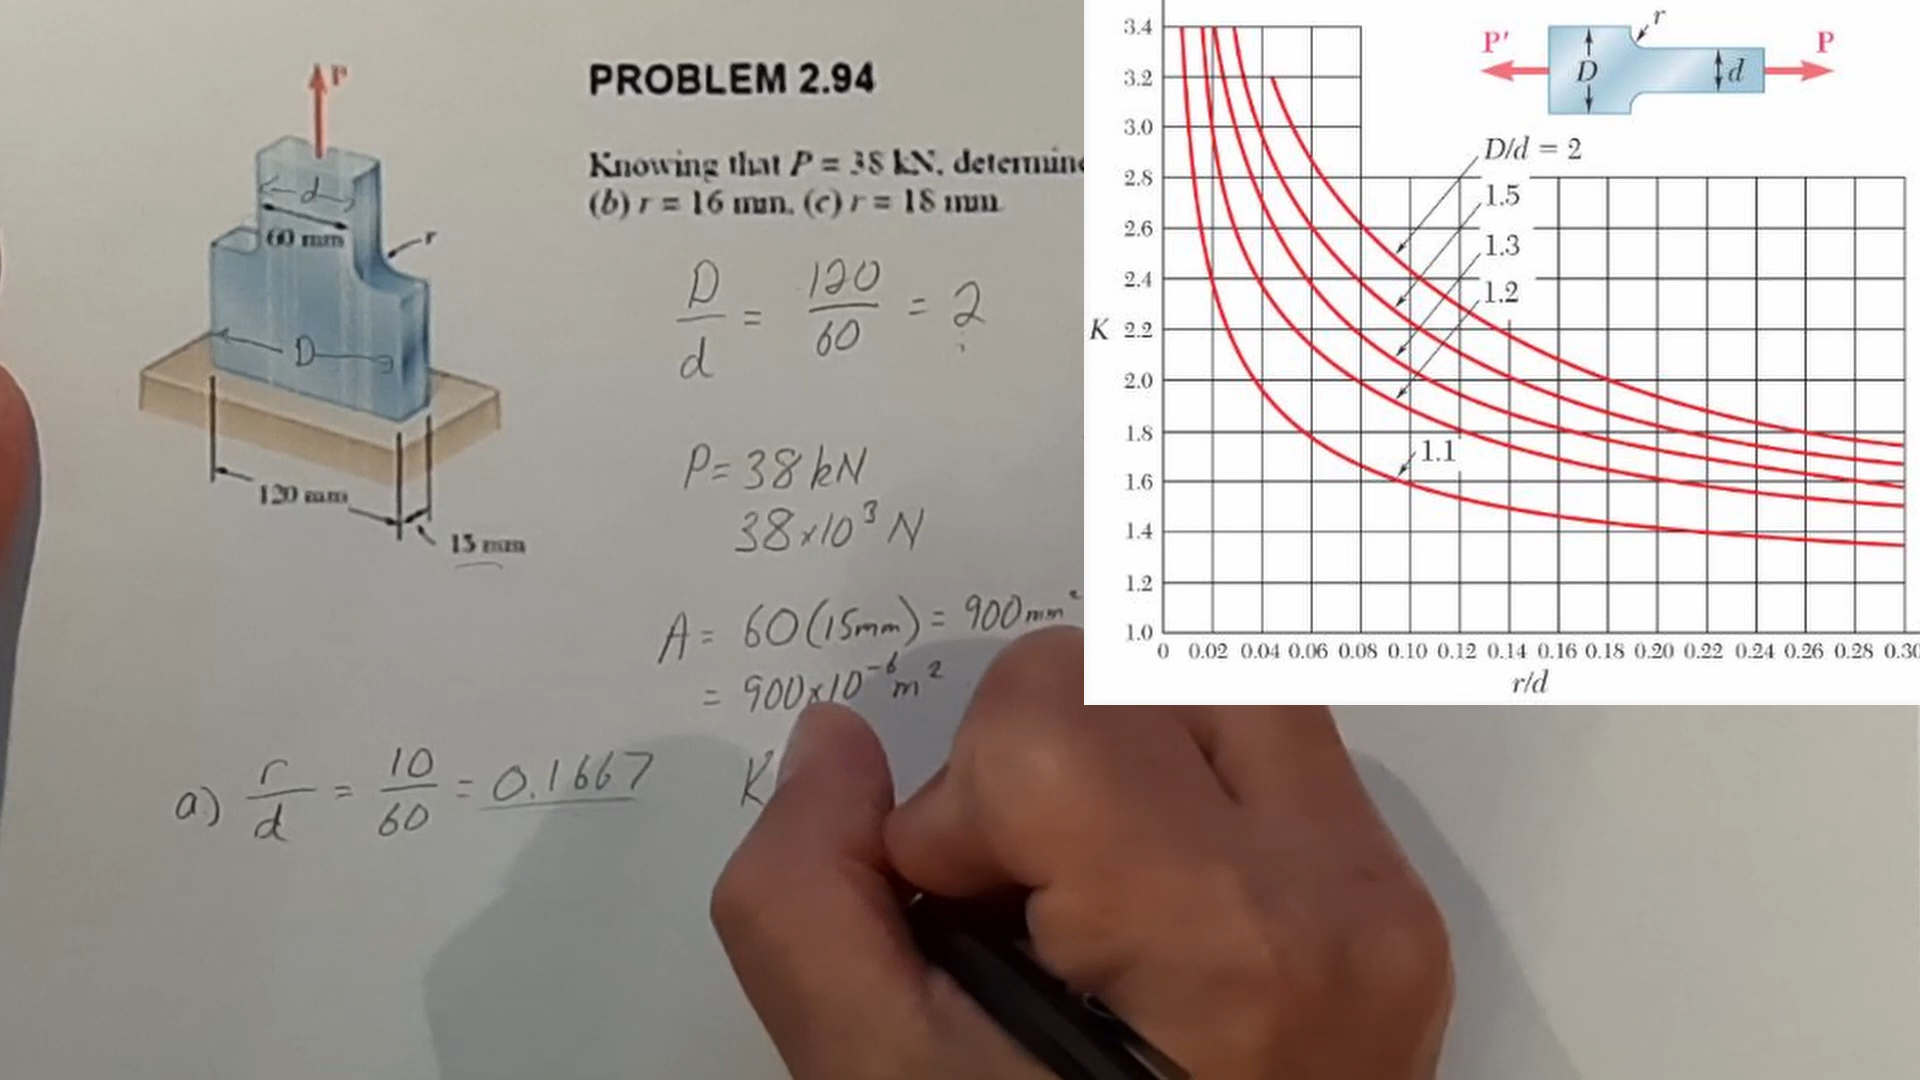 P
PROBLEM 2.94
Knowing that P = 38 kN, determine
(b) r = 16 mm, (c) r = 18 mm
d
60 mm
r
D
120 mm
15 mm
D/d = 120/60 = 2
P = 38 kN
38 x 10³ N
A = 60 (15mm) = 900 mm²
= 900 x 10⁻⁶ m²
a) r/d = 10/60 = 0.1667
K
P′
r
D
d
P
D/d = 2
1.5
1.3
1.2
1.1
K
3.4
3.2
3.0
2.8
2.6
2.4
2.2
2.0
1.8
1.6
1.4
1.2
1.0
0 0.02 0.04 0.06 0.08 0.10 0.12 0.14 0.16 0.18 0.20 0.22 0.24 0.26 0.28 0.30
r/d